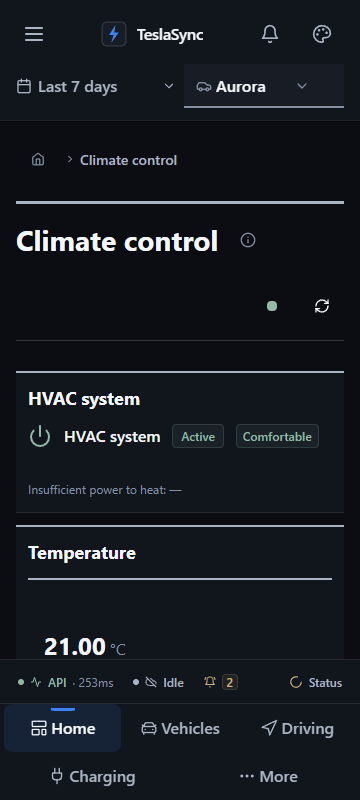 TeslaSync
Last 7 days
Aurora
Climate control
Climate control
HVAC system
HVAC system
Active
Comfortable
Insufficient power to heat: —
Temperature
21.00 °C
API · 253ms
Idle
2
Status
Home
Vehicles
Driving
Charging
More